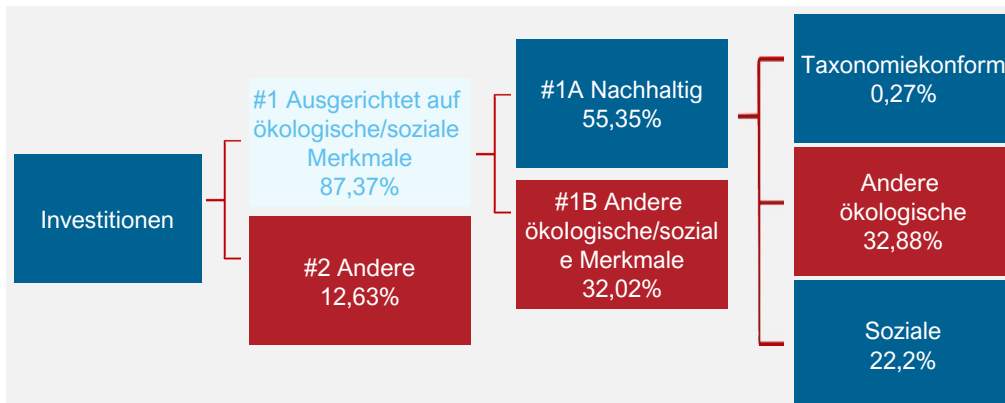 Investitionen
#1 Ausgerichtet auf
ökologische/soziale
Merkmale
87,37%
#2 Andere
12,63%
#1A Nachhaltig
55,35%
#1B Andere
ökologische/sozial
e Merkmale
32,02%
Taxonomiekonform
0,27%
Andere
ökologische
32,88%
Soziale
22,2%